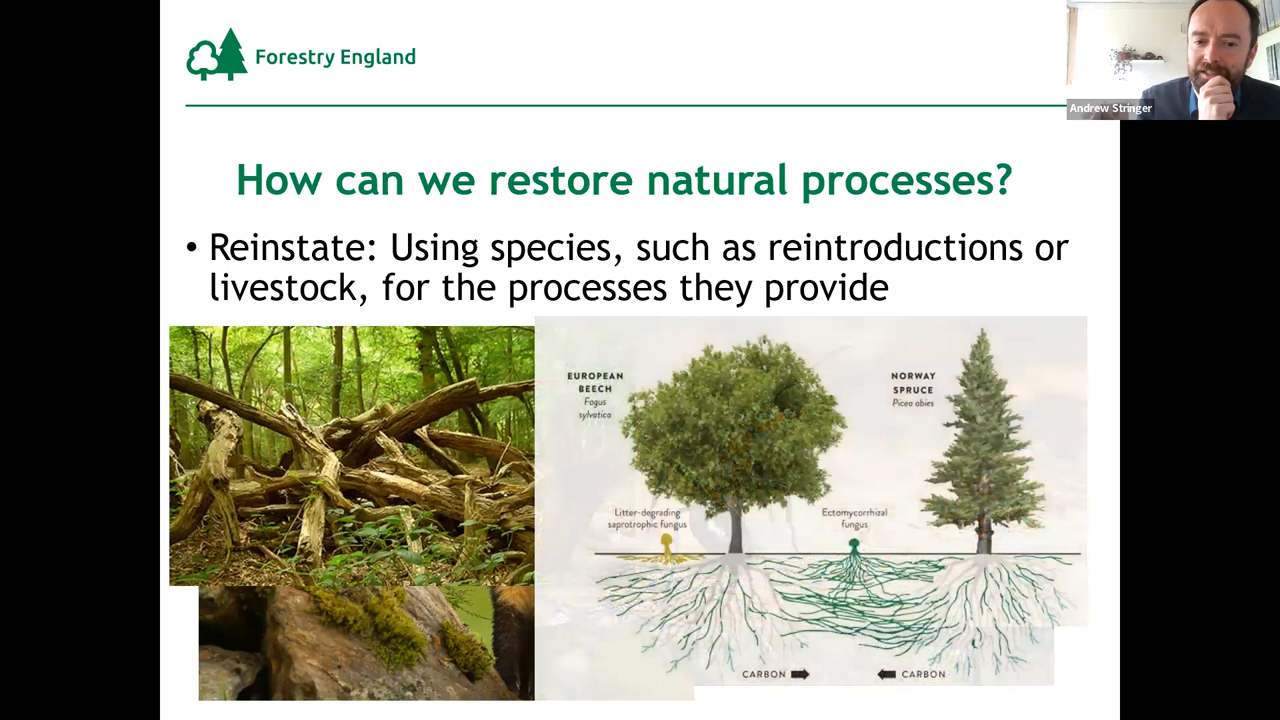 Forestry England
Andrew Stringer
How can we restore natural processes?
• Reinstate: Using species, such as reintroductions or
livestock, for the processes they provide
EUROPEAN
BEECH
Fagus
sylvatica
NORWAY
SPRUCE
Picea abies
Litter-degrading
saprotrophic fungus
Ectomycorrhizal
fungus
CARBON
CARBON